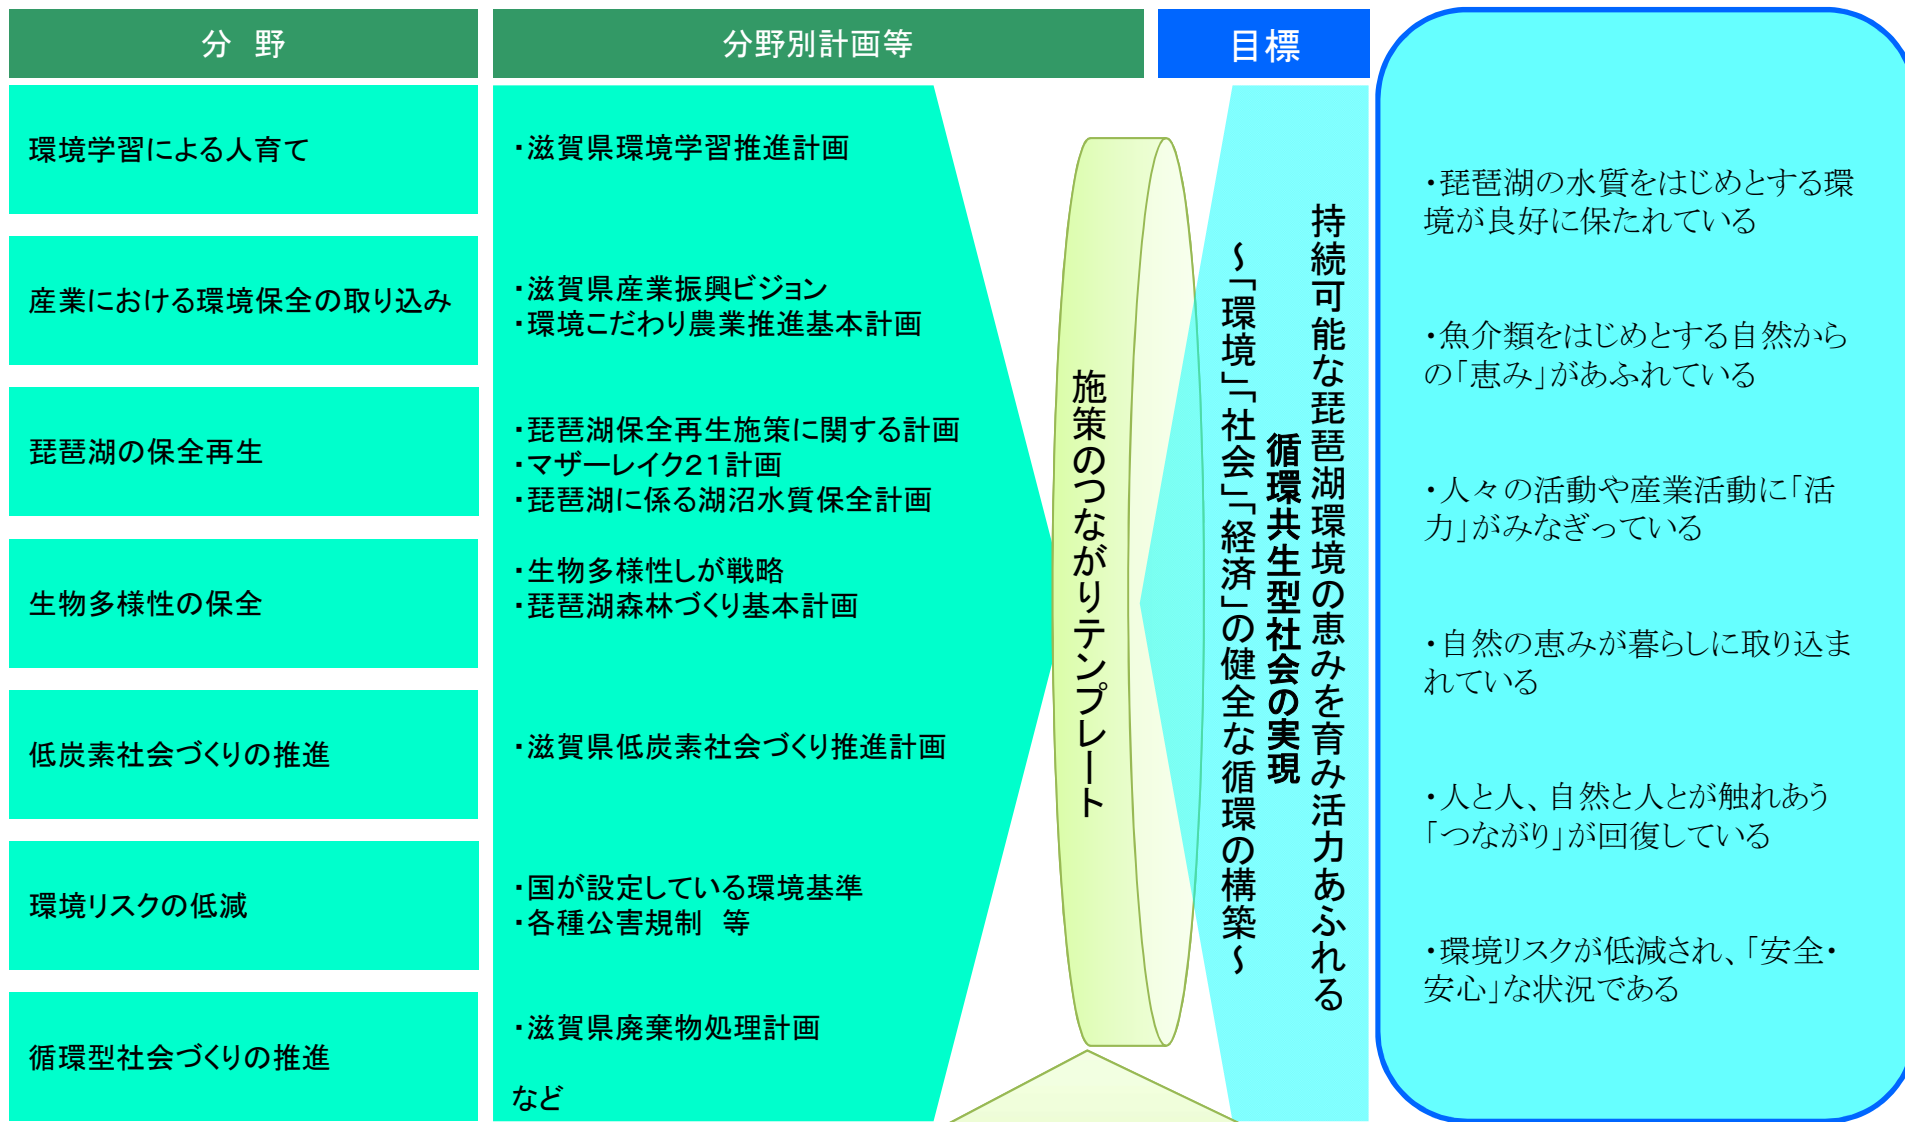 分　野
分野別計画等
目標
環境学習による人育て
産業における環境保全の取り込み
琵琶湖の保全再生
生物多様性の保全
低炭素社会づくりの推進
環境リスクの低減
循環型社会づくりの推進
・滋賀県環境学習推進計画
・滋賀県産業振興ビジョン
・環境こだわり農業推進基本計画
・琵琶湖保全再生施策に関する計画
・マザーレイク２１計画
・琵琶湖に係る湖沼水質保全計画
・生物多様性しが戦略
・琵琶湖森林づくり基本計画
・滋賀県低炭素社会づくり推進計画
・国が設定している環境基準
・各種公害規制　等
・滋賀県廃棄物処理計画
など
施策のつながりテンプレート
持続可能な琵琶湖環境の恵みを育み活力あふれる
循環共生型社会の実現
～「環境」「社会」「経済」の健全な循環の構築～
・琵琶湖の水質をはじめとする環
境が良好に保たれている
・魚介類をはじめとする自然から
の「恵み」があふれている
・人々の活動や産業活動に「活
力」がみなぎっている
・自然の恵みが暮らしに取り込ま
れている
・人と人、自然と人とが触れあう
「つながり」が回復している
・環境リスクが低減され、「安全・
安心」な状況である